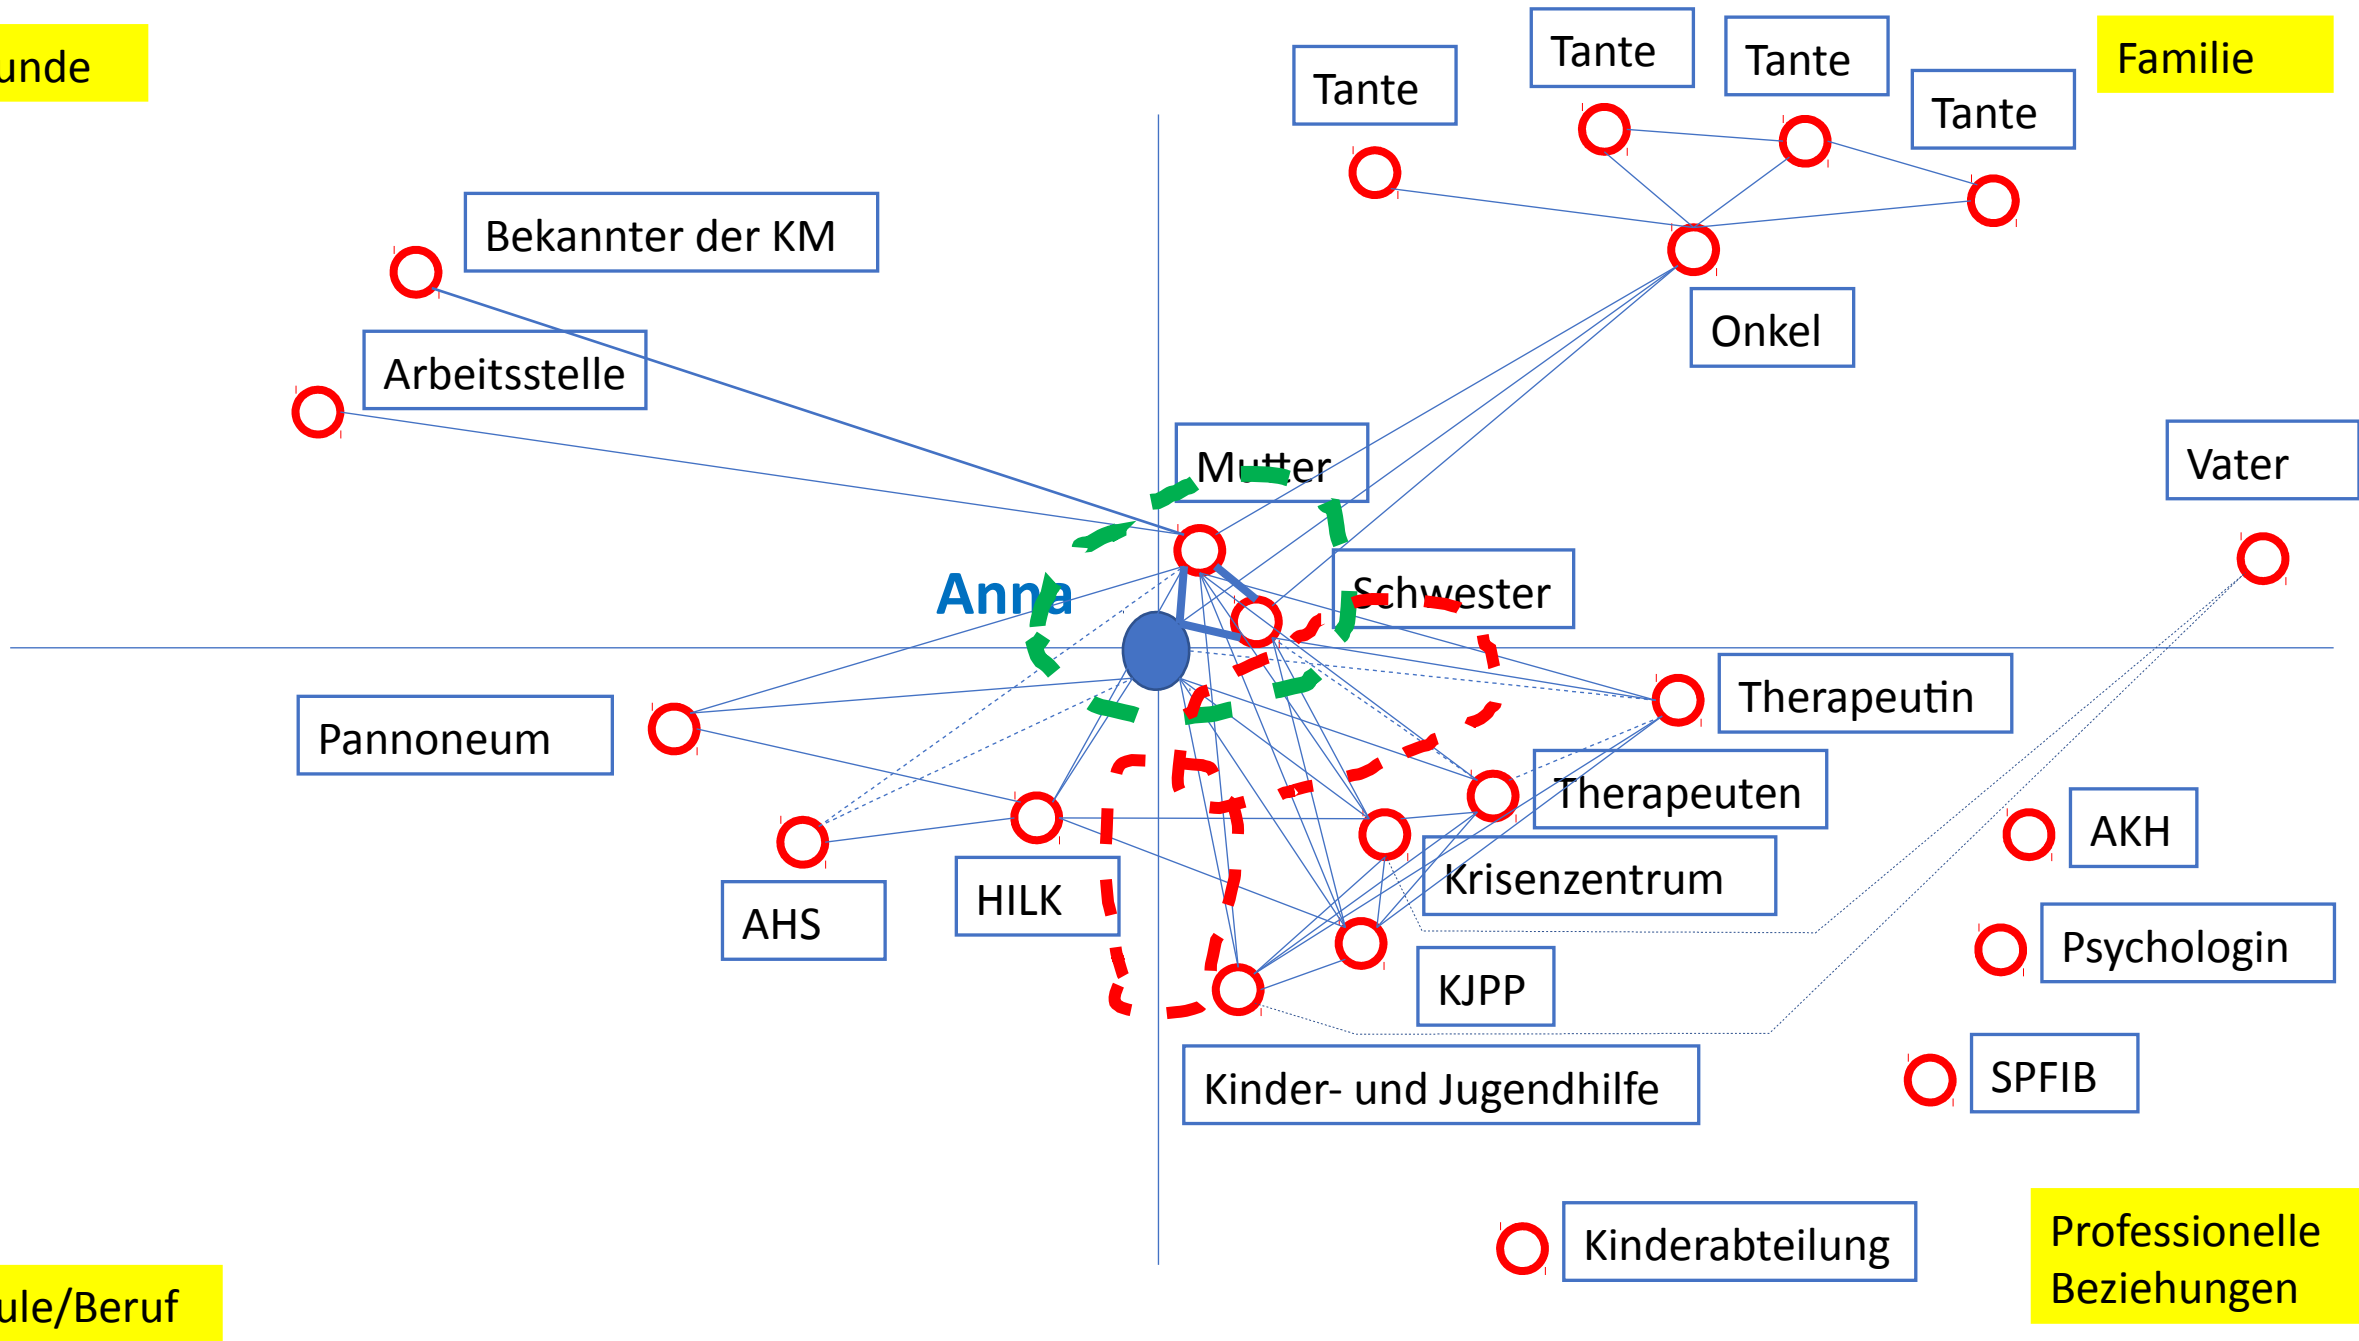 unde
Tante
Tante
Tante
Tante
Familie
Bekannter der KM
Arbeitsstelle
Onkel
Mutter
Vater
Anna
Schwester
Pannoneum
Therapeutin
Therapeuten
AKH
AHS
HILK
Krisenzentrum
Psychologin
KJPP
Kinder- und Jugendhilfe
SPFIB
Kinderabteilung
Professionelle
Beziehungen
ule/Beruf